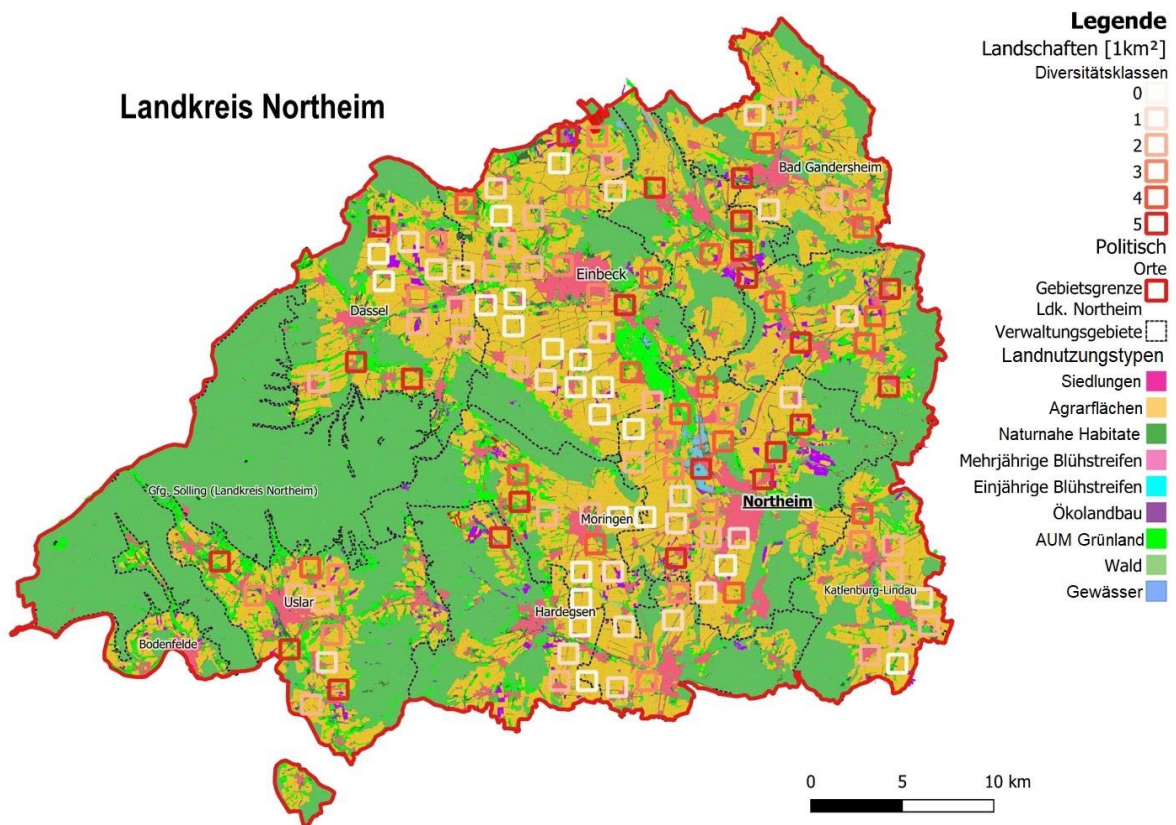 Landkreis Northeim
Bad Gandersheim
Einbeck
Dassel
Gfg. Solling (Landkreis Northeim)
Northeim
Moringen
Katlenburg-Lindau
Uslar
Hardegsen
Bodenfelde
0 5 10 km
Legende
Landschaften [1km²]
Diversitätsklassen
0
1
2
3
4
5
Politisch
Orte
Gebietsgrenze
Ldk. Northeim
Verwaltungsgebiete
Landnutzungstypen
Siedlungen
Agrarflächen
Naturnahe Habitate
Mehrjährige Blühstreifen
Einjährige Blühstreifen
Ökolandbau
AUM Grünland
Wald
Gewässer